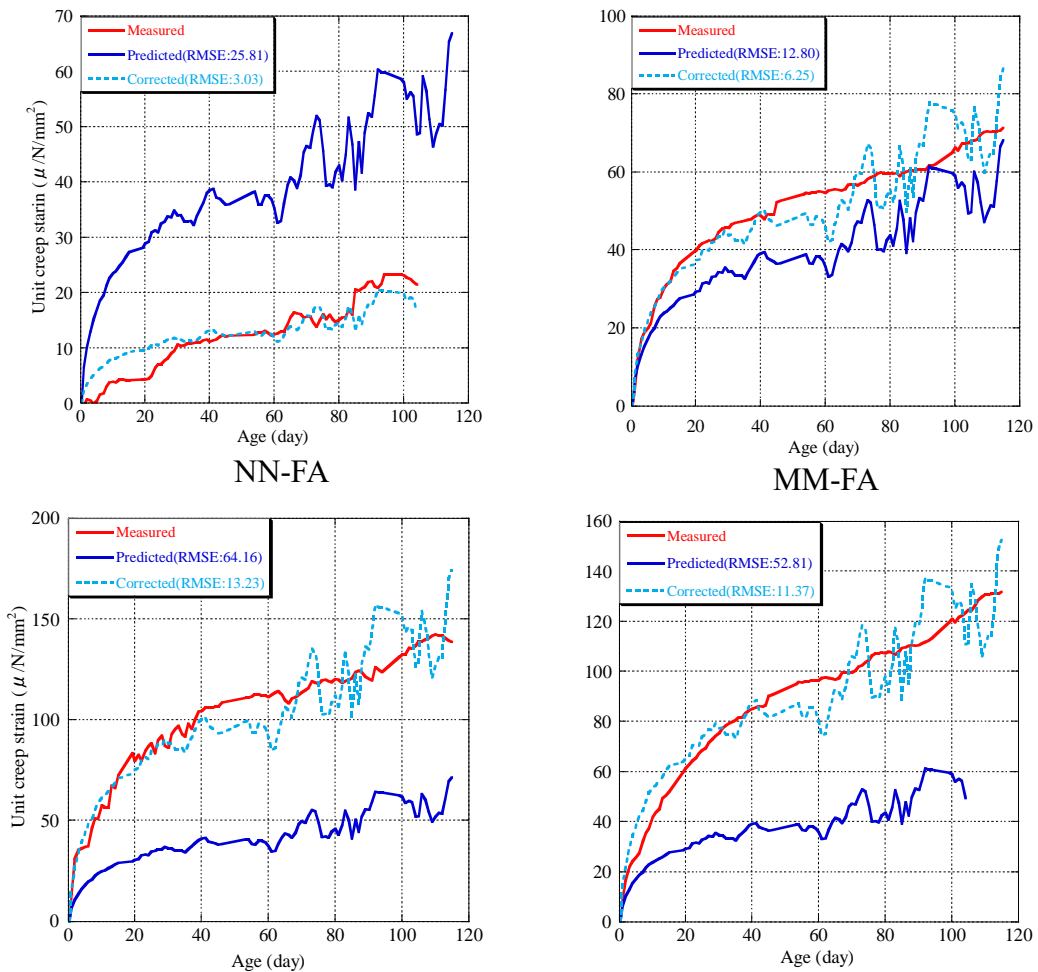 70
60
50
40
30
20
10
0
Unit creep starin ( μ /N/mm²)
Measured
Predicted(RMSE:25.81)
Corrected(RMSE:3.03)
0 20 40 60 80 100 120
Age (day)
NN-FA
100
80
60
40
20
0
Measured
Predicted(RMSE:12.80)
Corrected(RMSE:6.25)
0 20 40 60 80 100 120
Age (day)
MM-FA
200
150
100
50
0
Unit creep strain ( μ /N/mm²)
Measured
Predicted(RMSE:64.16)
Corrected(RMSE:13.23)
0 20 40 60 80 100 120
Age (day)
160
140
120
100
80
60
40
20
0
Measured
Predicted(RMSE:52.81)
Corrected(RMSE:11.37)
0 20 40 60 80 100 120
Age (day)